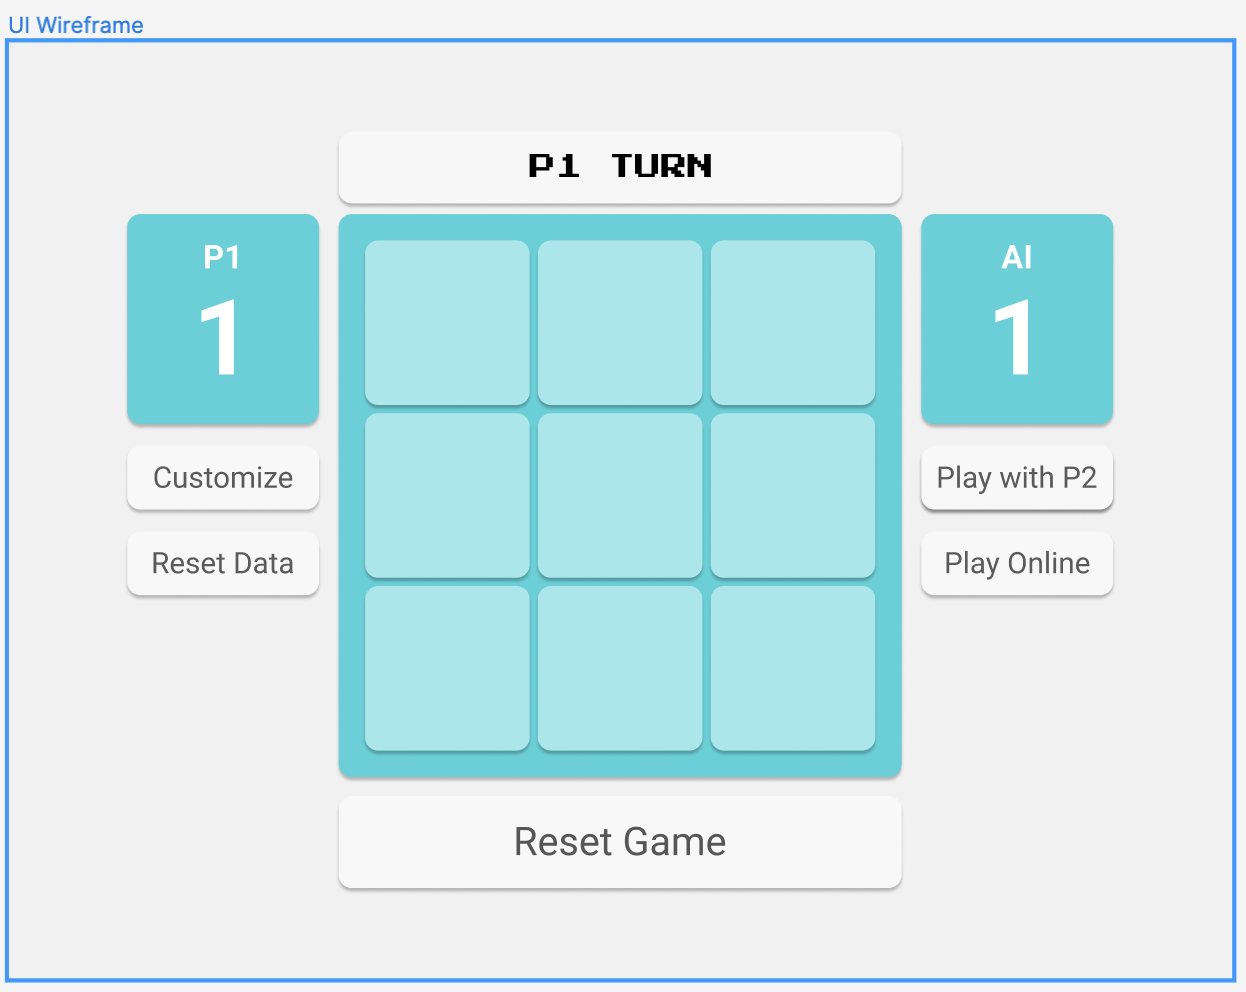 UI Wireframe
P1 TURN
P1
1
AI
1
Customize
Play with P2
Reset Data
Play Online
Reset Game